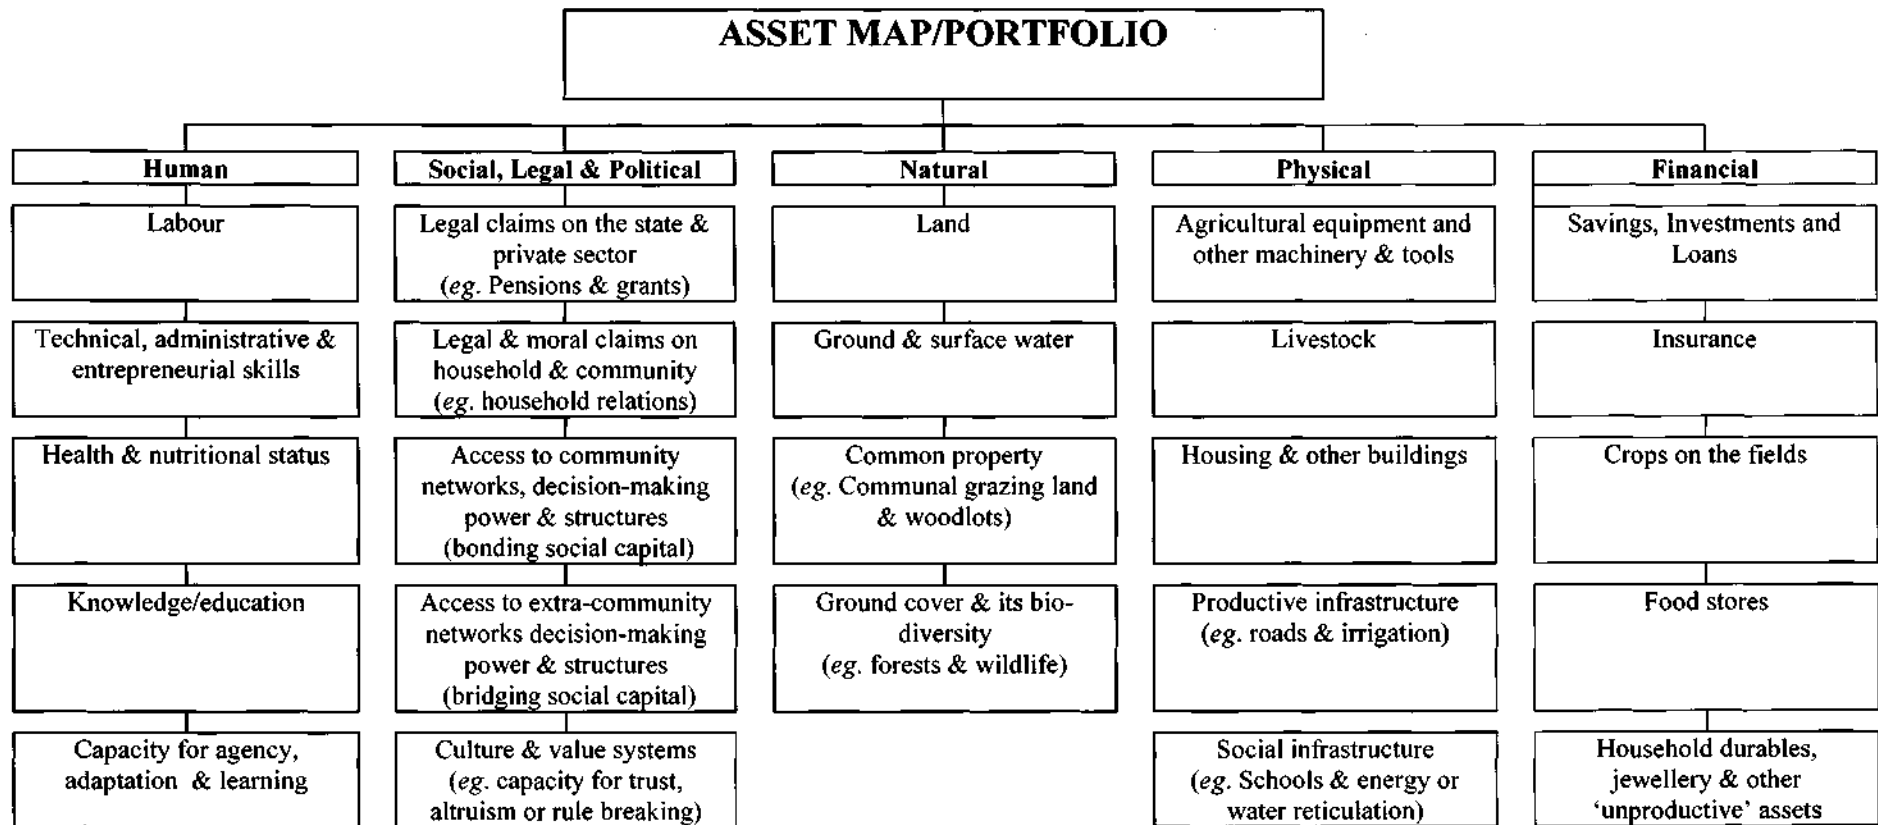 ASSET MAP/PORTFOLIO
Human
Labour
Technical, administrative &
entrepreneurial skills
Health & nutritional status
Knowledge/education
Capacity for agency,
adaptation & learning
Social, Legal & Political
Legal claims on the state &
private sector
(eg. Pensions & grants)
Legal & moral claims on
household & community
(eg. household relations)
Access to community
networks, decision-making
power & structures
(bonding social capital)
Access to extra-community
networks decision-making
power & structures
(bridging social capital)
Culture & value systems
(eg. capacity for trust,
altruism or rule breaking)
Natural
Land
Ground & surface water
Common property
(eg. Communal grazing land
& woodlots)
Ground cover & its bio-
diversity
(eg. forests & wildlife)
Physical
Agricultural equipment and
other machinery & tools
Livestock
Housing & other buildings
Productive infrastructure
(eg. roads & irrigation)
Social infrastructure
(eg. Schools & energy or
water reticulation)
Financial
Savings, Investments and
Loans
Insurance
Crops on the fields
Food stores
Household durables,
jewellery & other
‘unproductive’ assets